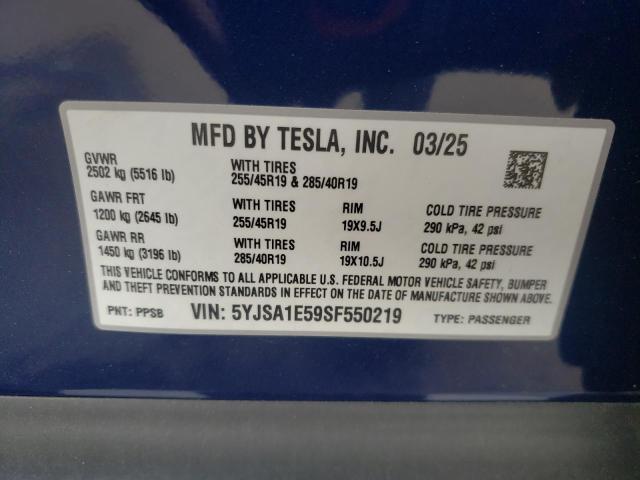 MFD BY TESLA, INC. 03/25
GVWR
2502 kg (5516 lb) WITH TIRES
255/45R19 & 285/40R19
GAWR FRT
1200 kg (2645 lb) WITH TIRES RIM COLD TIRE PRESSURE
255/45R19 19X9.5J 290 kPa, 42 psi
GAWR RR
1450 kg (3196 lb) WITH TIRES RIM COLD TIRE PRESSURE
285/40R19 19X10.5J 290 kPa, 42 psi
THIS VEHICLE CONFORMS TO ALL APPLICABLE U.S. FEDERAL MOTOR VEHICLE SAFETY, BUMPER
AND THEFT PREVENTION STANDARDS IN EFFECT ON THE DATE OF MANUFACTURE SHOWN ABOVE.
PNT: PPSB VIN: 5YJSA1E59SF550219 TYPE: PASSENGER